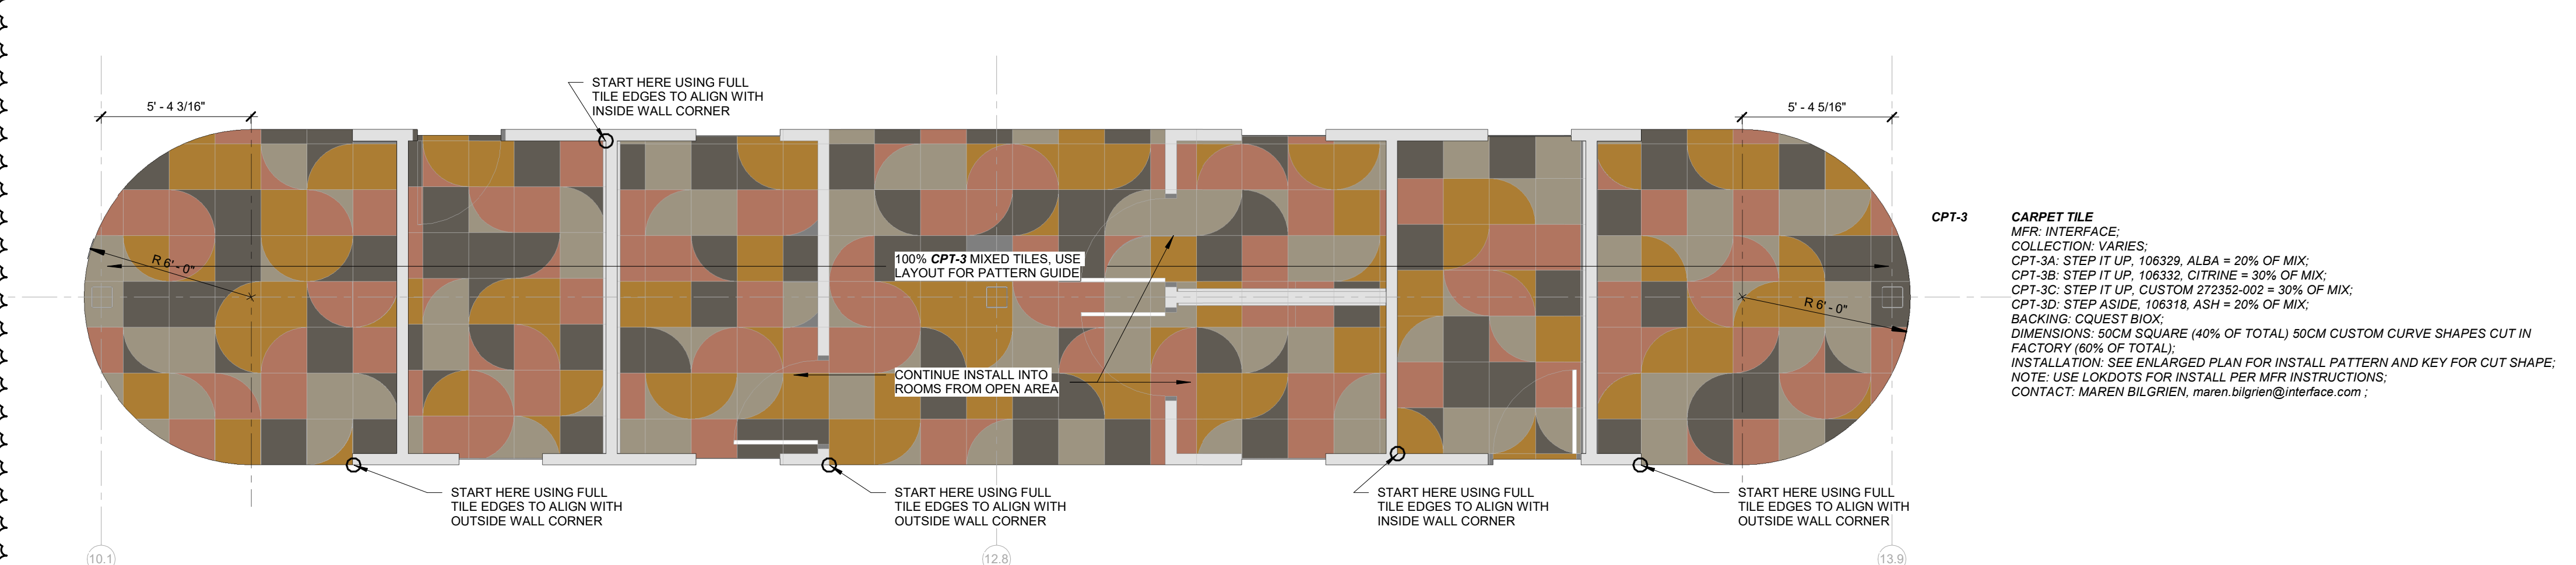 START HERE USING FULL
TILE EDGES TO ALIGN WITH
INSIDE WALL CORNER
5' - 4 3/16"
5' - 4 5/16"
R 6' - 0"
100% CPT-3 MIXED TILES, USE
LAYOUT FOR PATTERN GUIDE
R 6' - 0"
CONTINUE INSTALL INTO
ROOMS FROM OPEN AREA
START HERE USING FULL
TILE EDGES TO ALIGN WITH
OUTSIDE WALL CORNER
START HERE USING FULL
TILE EDGES TO ALIGN WITH
OUTSIDE WALL CORNER
START HERE USING FULL
TILE EDGES TO ALIGN WITH
INSIDE WALL CORNER
START HERE USING FULL
TILE EDGES TO ALIGN WITH
OUTSIDE WALL CORNER
10.1
12.8
13.9
CPT-3 CARPET TILE
MFR: INTERFACE;
COLLECTION: VARIES;
CPT-3A: STEP IT UP, 106329, ALBA = 20% OF MIX;
CPT-3B: STEP IT UP, 106332, CITRINE = 30% OF MIX;
CPT-3C: STEP IT UP, CUSTOM 272352-002 = 30% OF MIX;
CPT-3D: STEP ASIDE, 106318, ASH = 20% OF MIX;
BACKING: CQUEST BIOX;
DIMENSIONS: 50CM SQUARE (40% OF TOTAL) 50CM CUSTOM CURVE SHAPES CUT IN
FACTORY (60% OF TOTAL);
INSTALLATION: SEE ENLARGED PLAN FOR INSTALL PATTERN AND KEY FOR CUT SHAPE;
NOTE: USE LOKDOTS FOR INSTALL PER MFR INSTRUCTIONS;
CONTACT: MAREN BILGRIEN, maren.bilgrien@interface.com ;